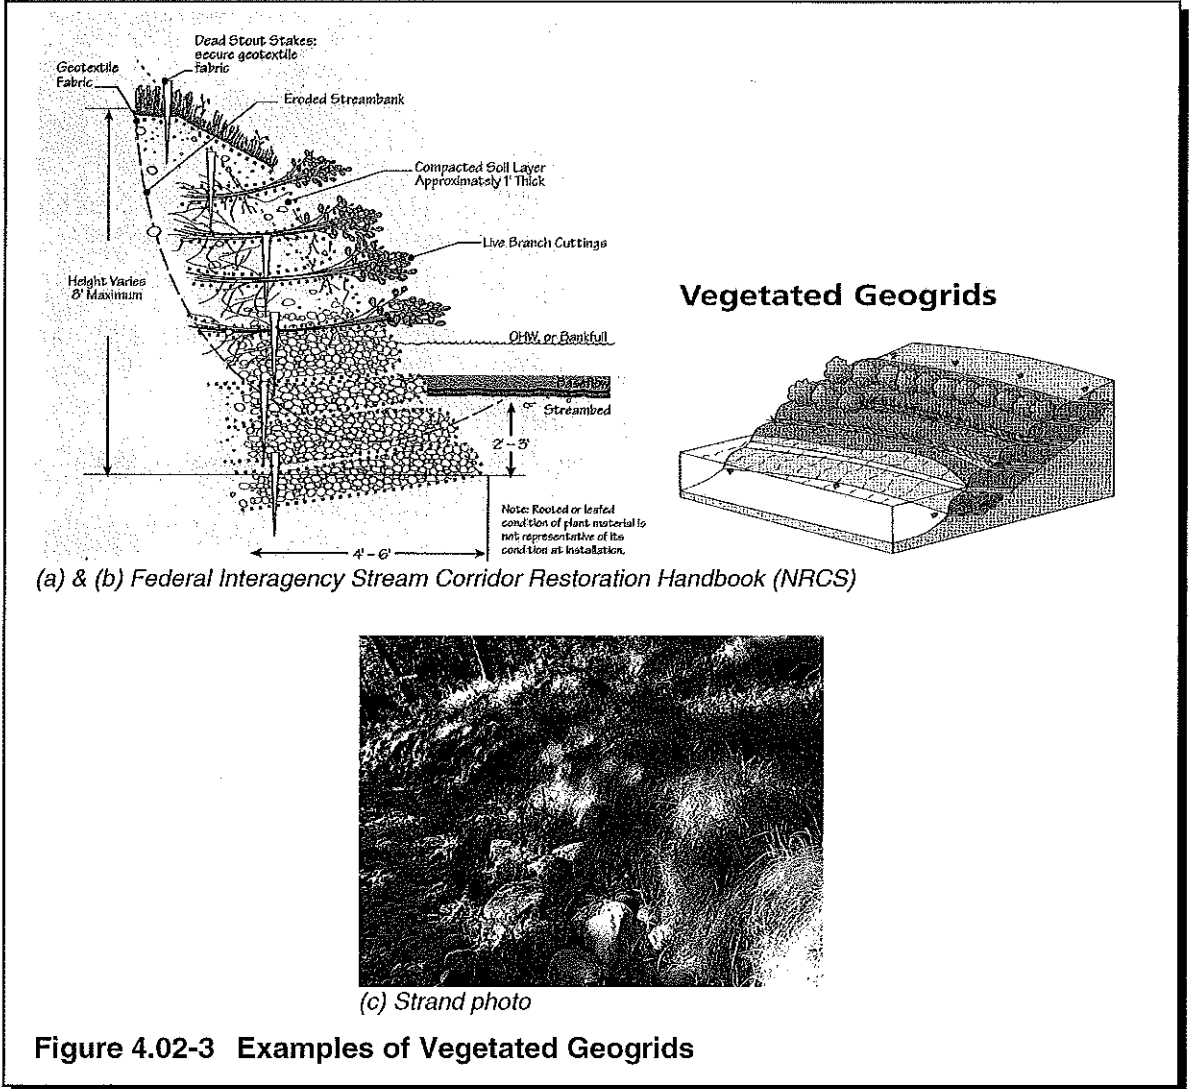 Dead Stout Stakes:
secure geotextile
fabric
Geotextile
Fabric
Eroded Streambank
Compacted Soil Layer
Approximately 1' Thick
Live Branch Cuttings
Height Varies
8' Maximum
Vegetated Geogrids
OHW, or Bankfull
Baseflow
Streambed
2' - 3'
Note: Rooted or leafed
condition of plant material is
not representative of its
condition at installation.
4' - 6'
(a) & (b) Federal Interagency Stream Corridor Restoration Handbook (NRCS)
(c) Strand photo
Figure 4.02-3 Examples of Vegetated Geogrids